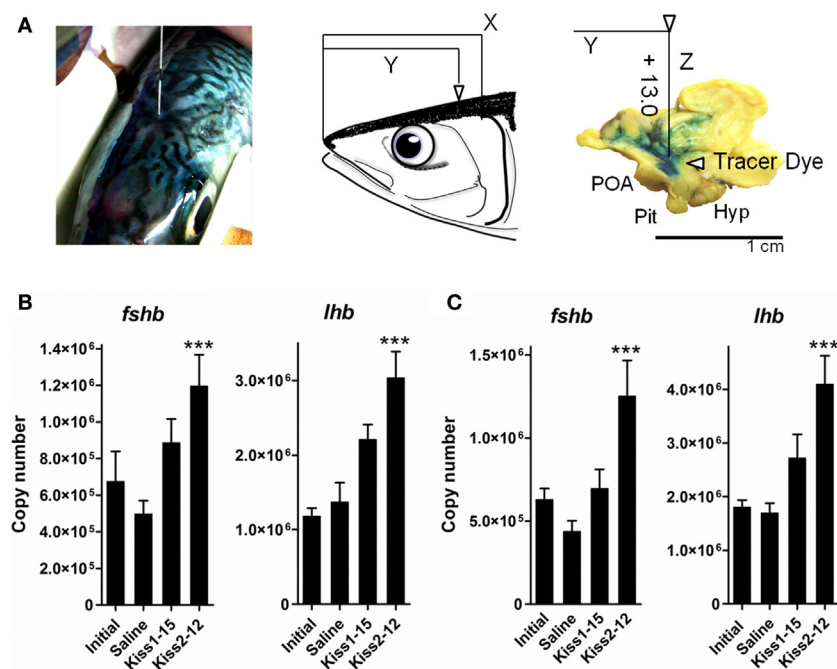 A
X
Y
Y
Z
+ 13.0
Tracer Dye
POA
Pit
Hyp
1 cm
B
fshb
***
Copy number
1.4×10⁶
1.2×10⁶
1.0×10⁶
8.0×10⁵
6.0×10⁵
4.0×10⁵
2.0×10⁵
0
Initial
Saline
Kiss1-15
Kiss2-12
lhb
***
3.0×10⁶
2.0×10⁶
1.0×10⁶
0
Initial
Saline
Kiss1-15
Kiss2-12
C
fshb
***
Copy number
1.5×10⁶
1.0×10⁶
5.0×10⁵
0
Initial
Saline
Kiss1-15
Kiss2-12
lhb
***
4.0×10⁶
3.0×10⁶
2.0×10⁶
1.0×10⁶
0
Initial
Saline
Kiss1-15
Kiss2-12